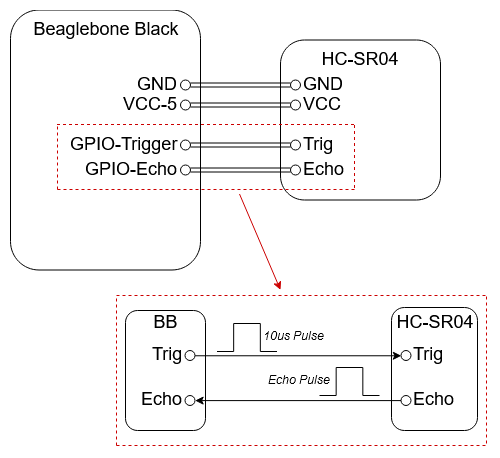 Beaglebone Black
HC-SR04
GND GND
VCC-5 VCC
GPIO-Trigger Trig
GPIO-Echo Echo
BB HC-SR04
10us Pulse
Trig Trig
Echo Pulse
Echo Echo